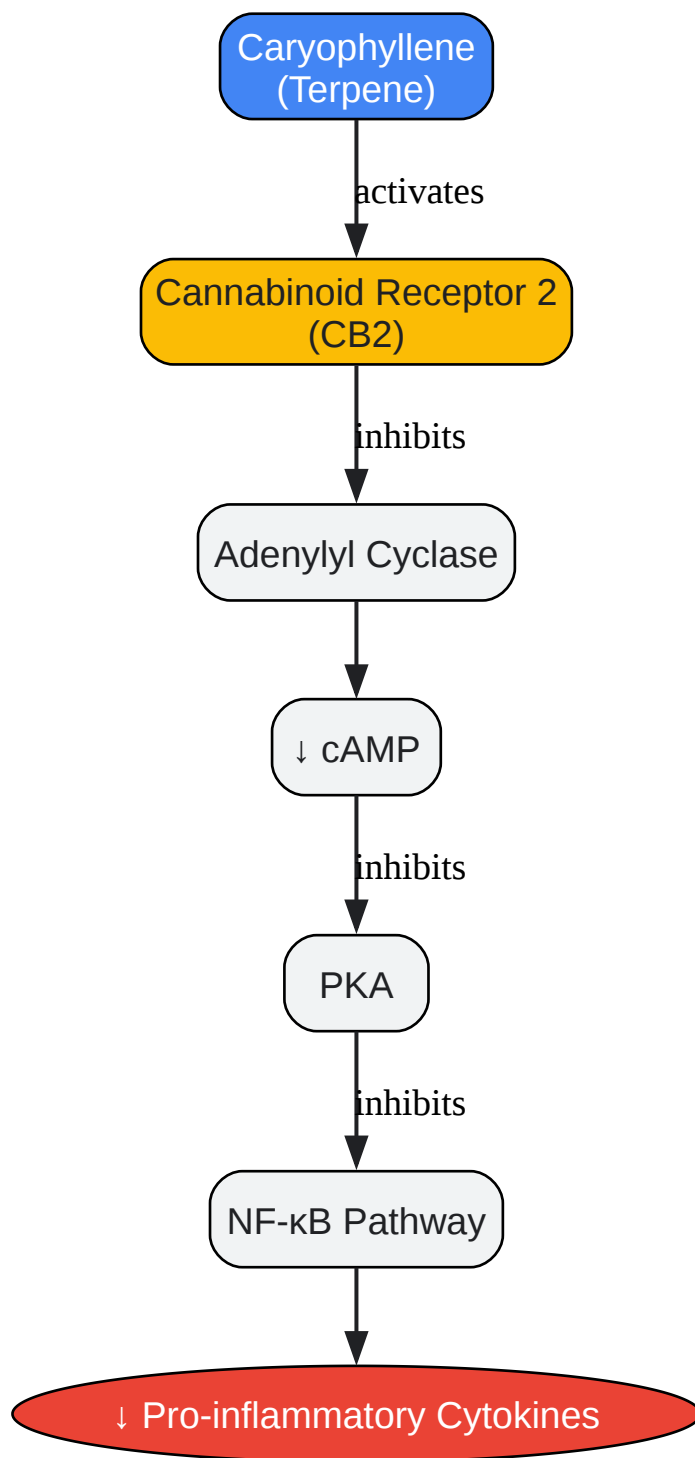 Caryophyllene
(Terpene)
activates
Cannabinoid Receptor 2
(CB2)
inhibits
Adenylyl Cyclase
↓ cAMP
inhibits
PKA
inhibits
NF-κB Pathway
↓ Pro-inflammatory Cytokines